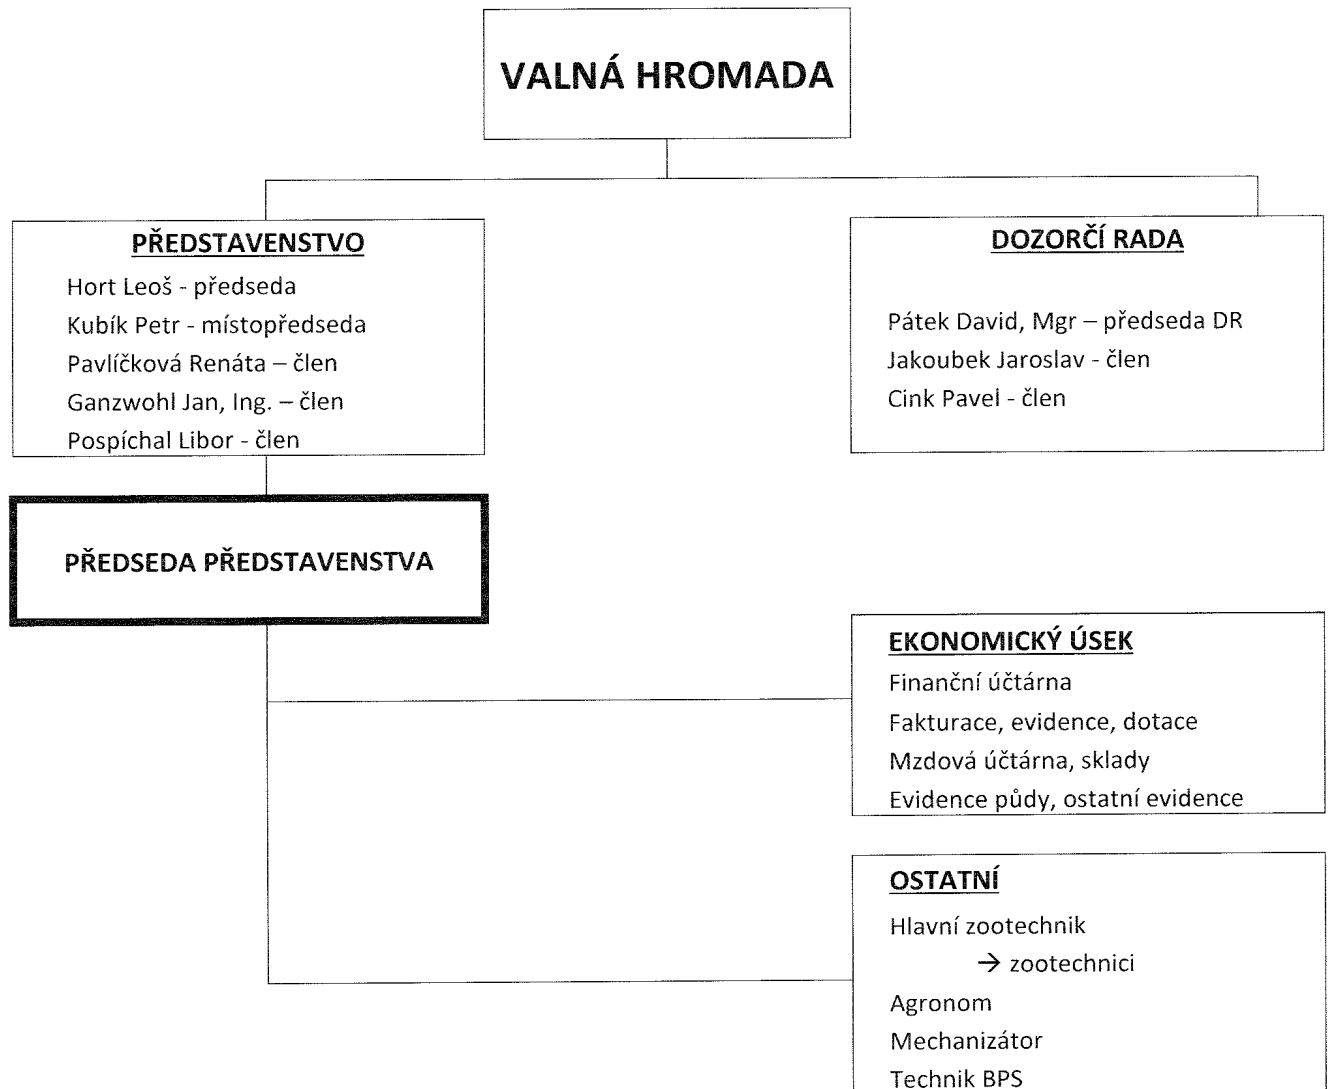 VALNÁ HROMADA
PŘEDSTAVENSTVO
Hort Leoš - předseda
Kubík Petr - místopředseda
Pavlíčková Renáta – člen
Ganzwohl Jan, Ing. – člen
Pospíchal Libor - člen
DOZORČÍ RADA
Pátek David, Mgr – předseda DR
Jakoubek Jaroslav - člen
Cink Pavel - člen
PŘEDSEDA PŘEDSTAVENSTVA
EKONOMICKÝ ÚSEK
Finanční účtárna
Fakturace, evidence, dotace
Mzdová účtárna, sklady
Evidence půdy, ostatní evidence
OSTATNÍ
Hlavní zootechnik
→ zootechnici
Agronom
Mechanizátor
Technik BPS